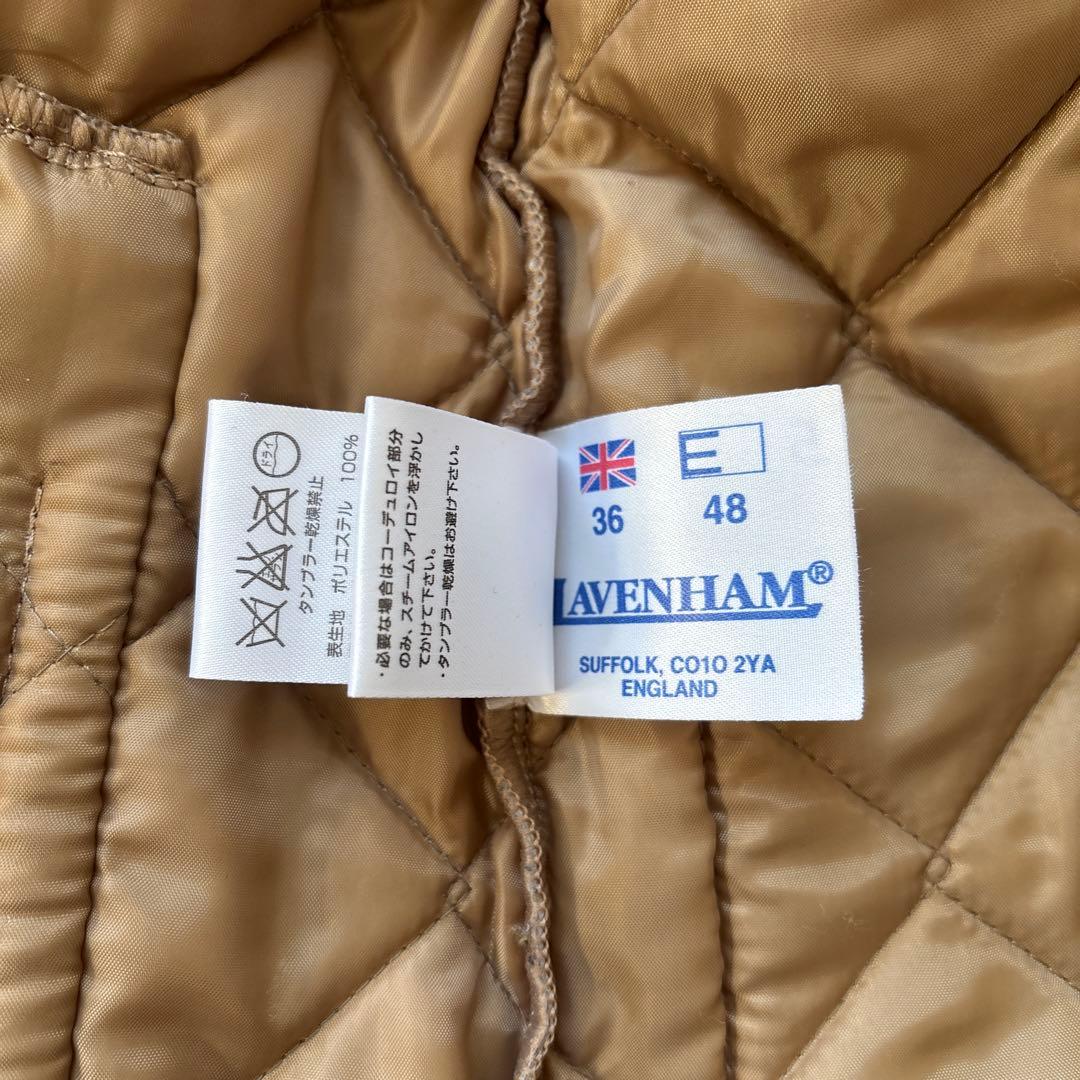 ドライ
タンブラー乾燥禁止
表生地 ポリエステル 100%
・必要な場合はコーデュロイ部分
のみ、スチームアイロンを浮かし
てかけて下さい。
・タンブラー乾燥はお避け下さい。
36
E
48
LAVENHAM®
SUFFOLK, CO1O 2YA
ENGLAND